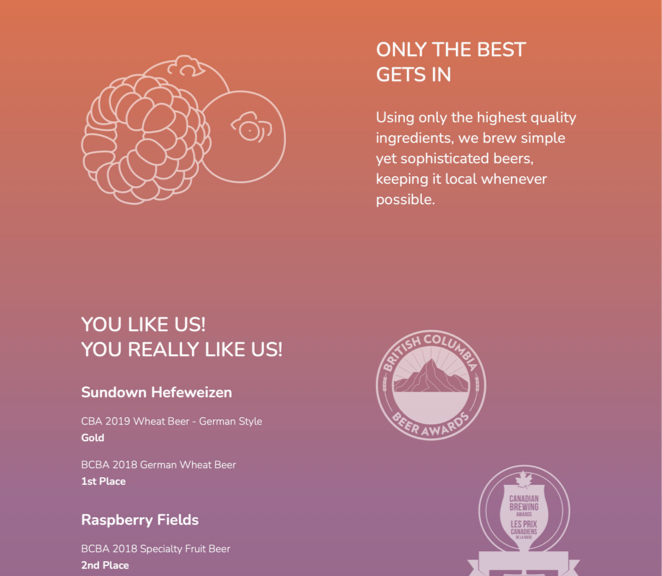 ONLY THE BEST
GETS IN
Using only the highest quality
ingredients, we brew simple
yet sophisticated beers,
keeping it local whenever
possible.
YOU LIKE US!
YOU REALLY LIKE US!
Sundown Hefeweizen
CBA 2019 Wheat Beer - German Style
Gold
BCBA 2018 German Wheat Beer
1st Place
Raspberry Fields
BCBA 2018 Specialty Fruit Beer
2nd Place
BRITISH COLUMBIA
BEER AWARDS
CANADIAN
BREWING
AWARDS
LES PRIX
CANADIENS
DE LA BIÈRE